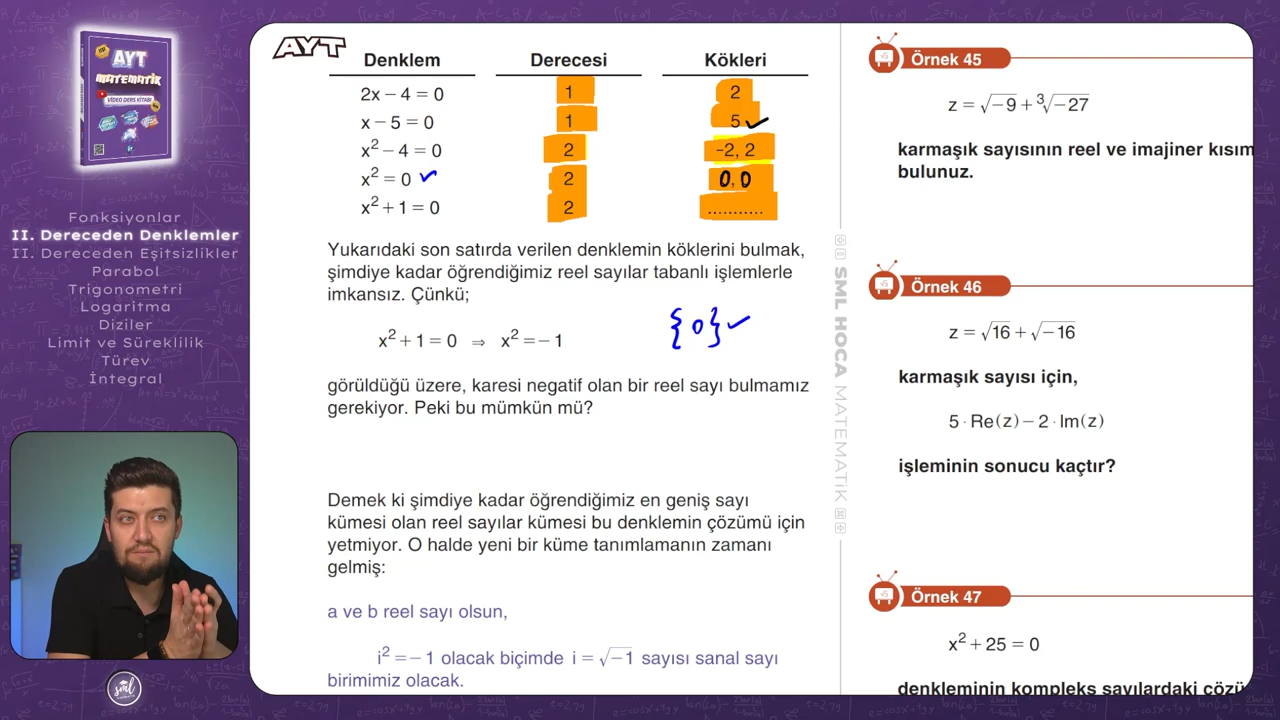 AYT
MATEMATİK
VİDEO DERS KİTABI
Fonksiyonlar
II. Dereceden Denklemler
II. Dereceden Eşitsizlikler
Parabol
Trigonometri
Logaritma
Diziler
Limit ve Süreklilik
Türev
İntegral
sml
AYT
Denklem Derecesi Kökleri
2x − 4 = 0 1 2
x − 5 = 0 1 5 ✓
x² − 4 = 0 2 -2, 2
x² = 0 ✓ 2 0, 0
x² + 1 = 0 2 ...........
Yukarıdaki son satırda verilen denklemin köklerini bulmak,
şimdiye kadar öğrendiğimiz reel sayılar tabanlı işlemlerle
imkansız. Çünkü;
x² + 1 = 0 ⇒ x² = − 1
{0} ✓
görüldüğü üzere, karesi negatif olan bir reel sayı bulmamız
gerekiyor. Peki bu mümkün mü?
Demek ki şimdiye kadar öğrendiğimiz en geniş sayı
kümesi olan reel sayılar kümesi bu denklemin çözümü için
yetmiyor. O halde yeni bir küme tanımlamanın zamanı
gelmiş:
a ve b reel sayı olsun,
i² = − 1 olacak biçimde i = √−1 sayısı sanal sayı
birimimiz olacak.
SML HOCA MATEMATİK
Örnek 45
z = √−9 + ³√−27
karmaşık sayısının reel ve imajiner kısım
bulunuz.
Örnek 46
z = √16 + √−16
karmaşık sayısı için,
5 · Re(z) − 2 · Im(z)
işleminin sonucu kaçtır?
Örnek 47
x² + 25 = 0
denkleminin kompleks sayılardaki çözü